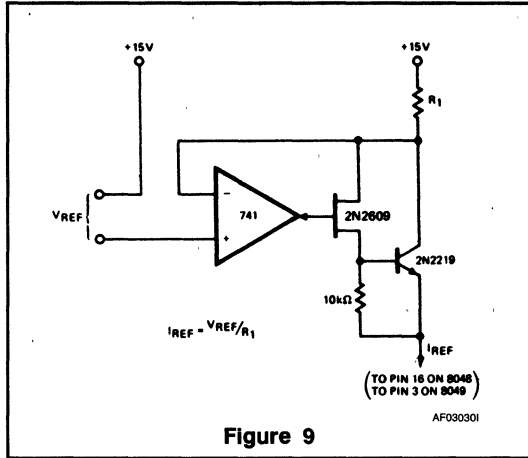 +15V
+15V
R1
VREF
−
741
+
2N2609
2N2219
10kΩ
IREF = VREF/R1
IREF
(TO PIN 16 ON 8048)
(TO PIN 3 ON 8049)
AF03030I
Figure 9